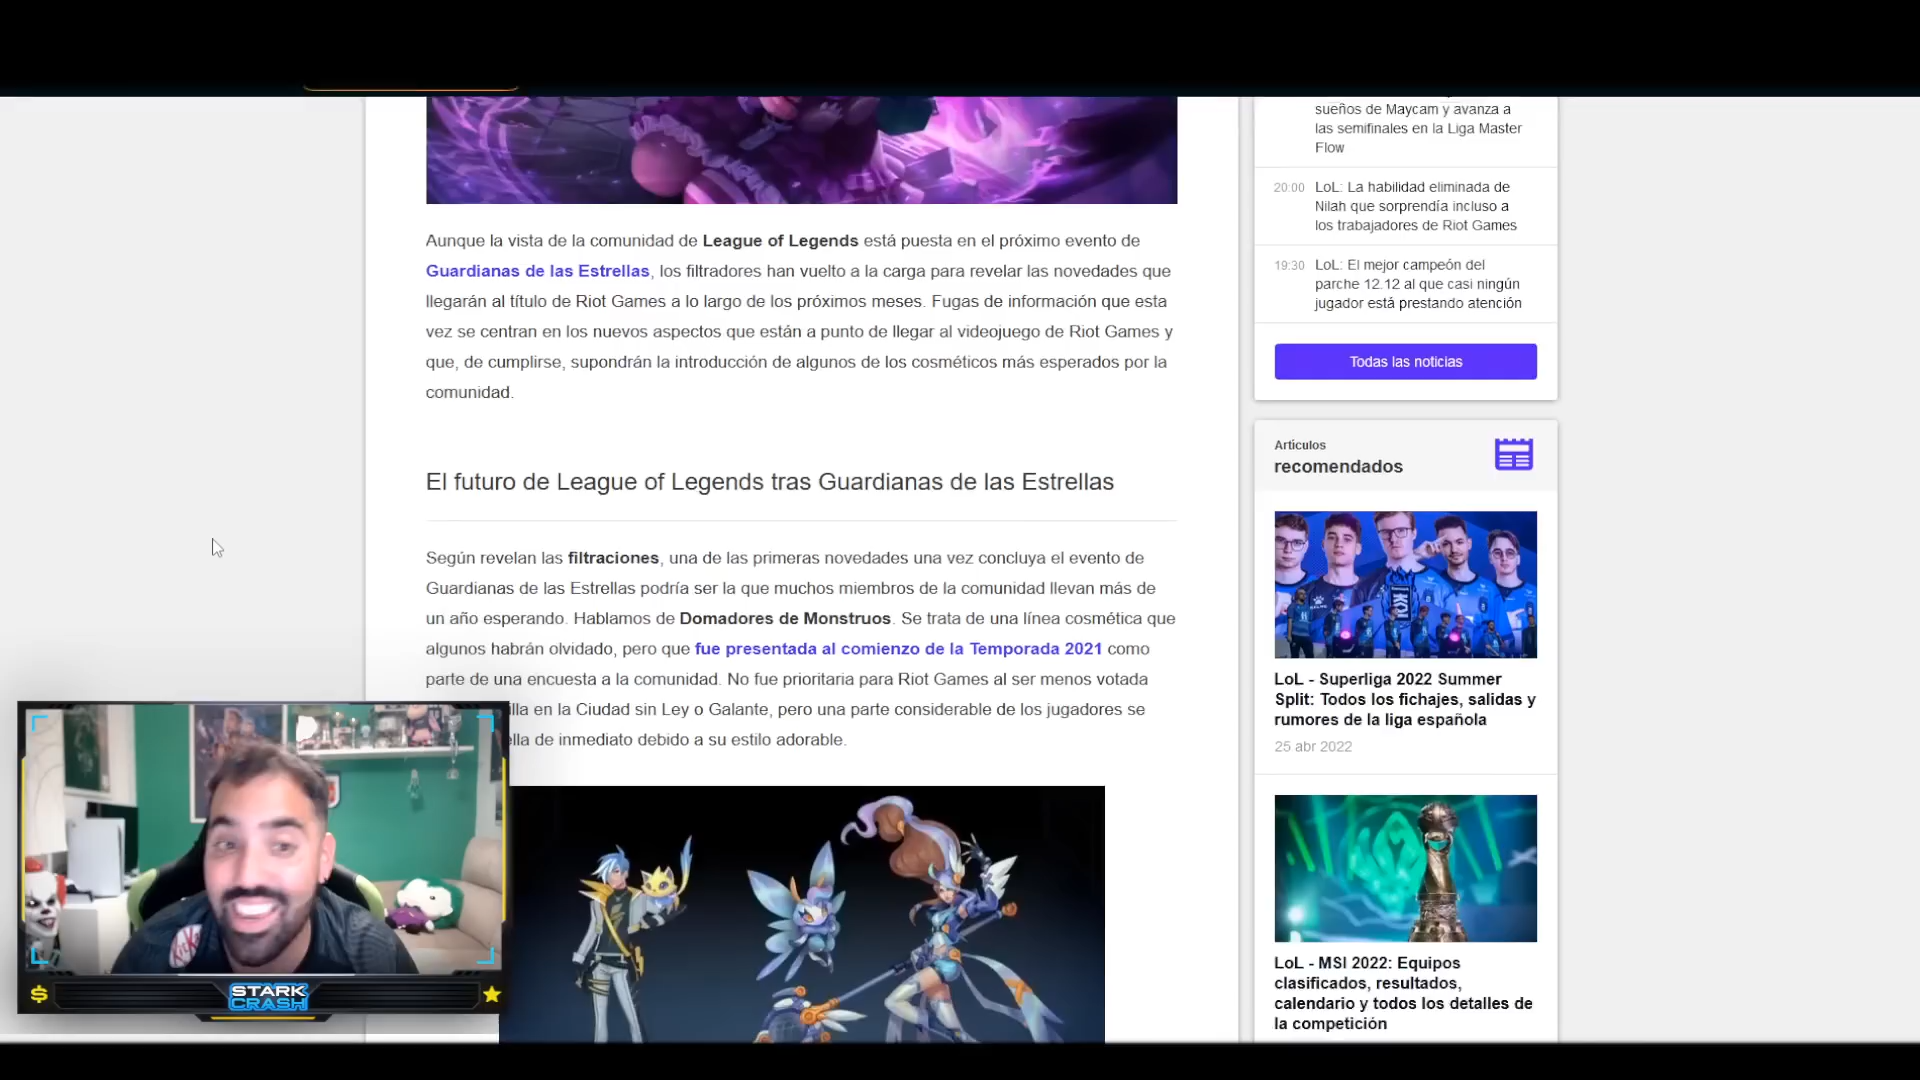 Aunque la vista de la comunidad de League of Legends está puesta en el próximo evento de
Guardianas de las Estrellas, los filtradores han vuelto a la carga para revelar las novedades que
llegarán al título de Riot Games a lo largo de los próximos meses. Fugas de información que esta
vez se centran en los nuevos aspectos que están a punto de llegar al videojuego de Riot Games y
que, de cumplirse, supondrán la introducción de algunos de los cosméticos más esperados por la
comunidad.
El futuro de League of Legends tras Guardianas de las Estrellas
Según revelan las filtraciones, una de las primeras novedades una vez concluya el evento de
Guardianas de las Estrellas podría ser la que muchos miembros de la comunidad llevan más de
un año esperando. Hablamos de Domadores de Monstruos. Se trata de una línea cosmética que
algunos habrán olvidado, pero que fue presentada al comienzo de la Temporada 2021 como
parte de una encuesta a la comunidad. No fue prioritaria para Riot Games al ser menos votada
en la Ciudad sin Ley o Galante, pero una parte considerable de los jugadores se
de inmediato debido a su estilo adorable.
sueños de Maycam y avanza a
las semifinales en la Liga Master
Flow
20:00 LoL: La habilidad eliminada de
Nilah que sorprendía incluso a
los trabajadores de Riot Games
19:30 LoL: El mejor campeón del
parche 12.12 al que casi ningún
jugador está prestando atención
Todas las noticias
Articulos
recomendados
KOI
LoL - Superliga 2022 Summer
Split: Todos los fichajes, salidas y
rumores de la liga española
25 abr 2022
LoL - MSI 2022: Equipos
clasificados, resultados,
calendario y todos los detalles de
la competición
$ STARK
CRASH